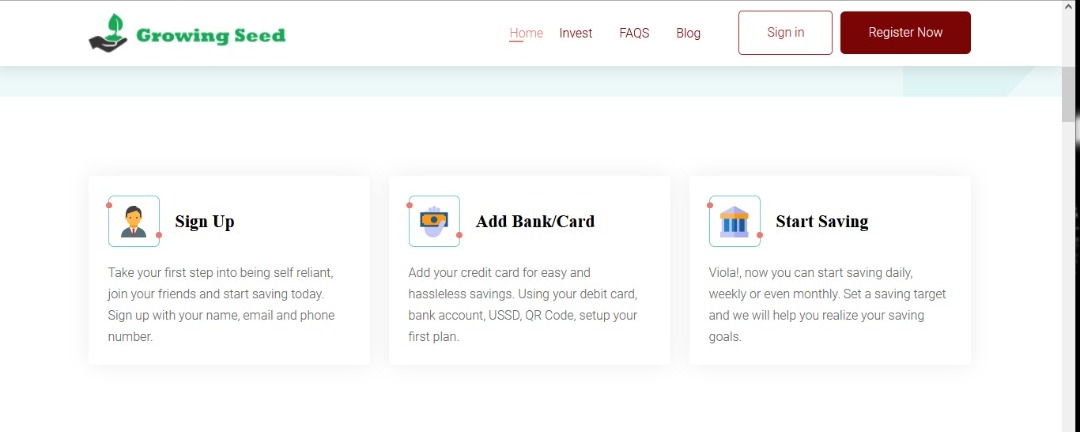 Growing Seed
Home Invest FAQS Blog Sign in Register Now
Sign Up
Take your first step into being self reliant,
join your friends and start saving today.
Sign up with your name, email and phone
number.
Add Bank/Card
Add your credit card for easy and
hassleless savings. Using your debit card,
bank account, USSD, QR Code, setup your
first plan.
Start Saving
Viola!, now you can start saving daily,
weekly or even monthly. Set a saving target
and we will help you realize your saving
goals.